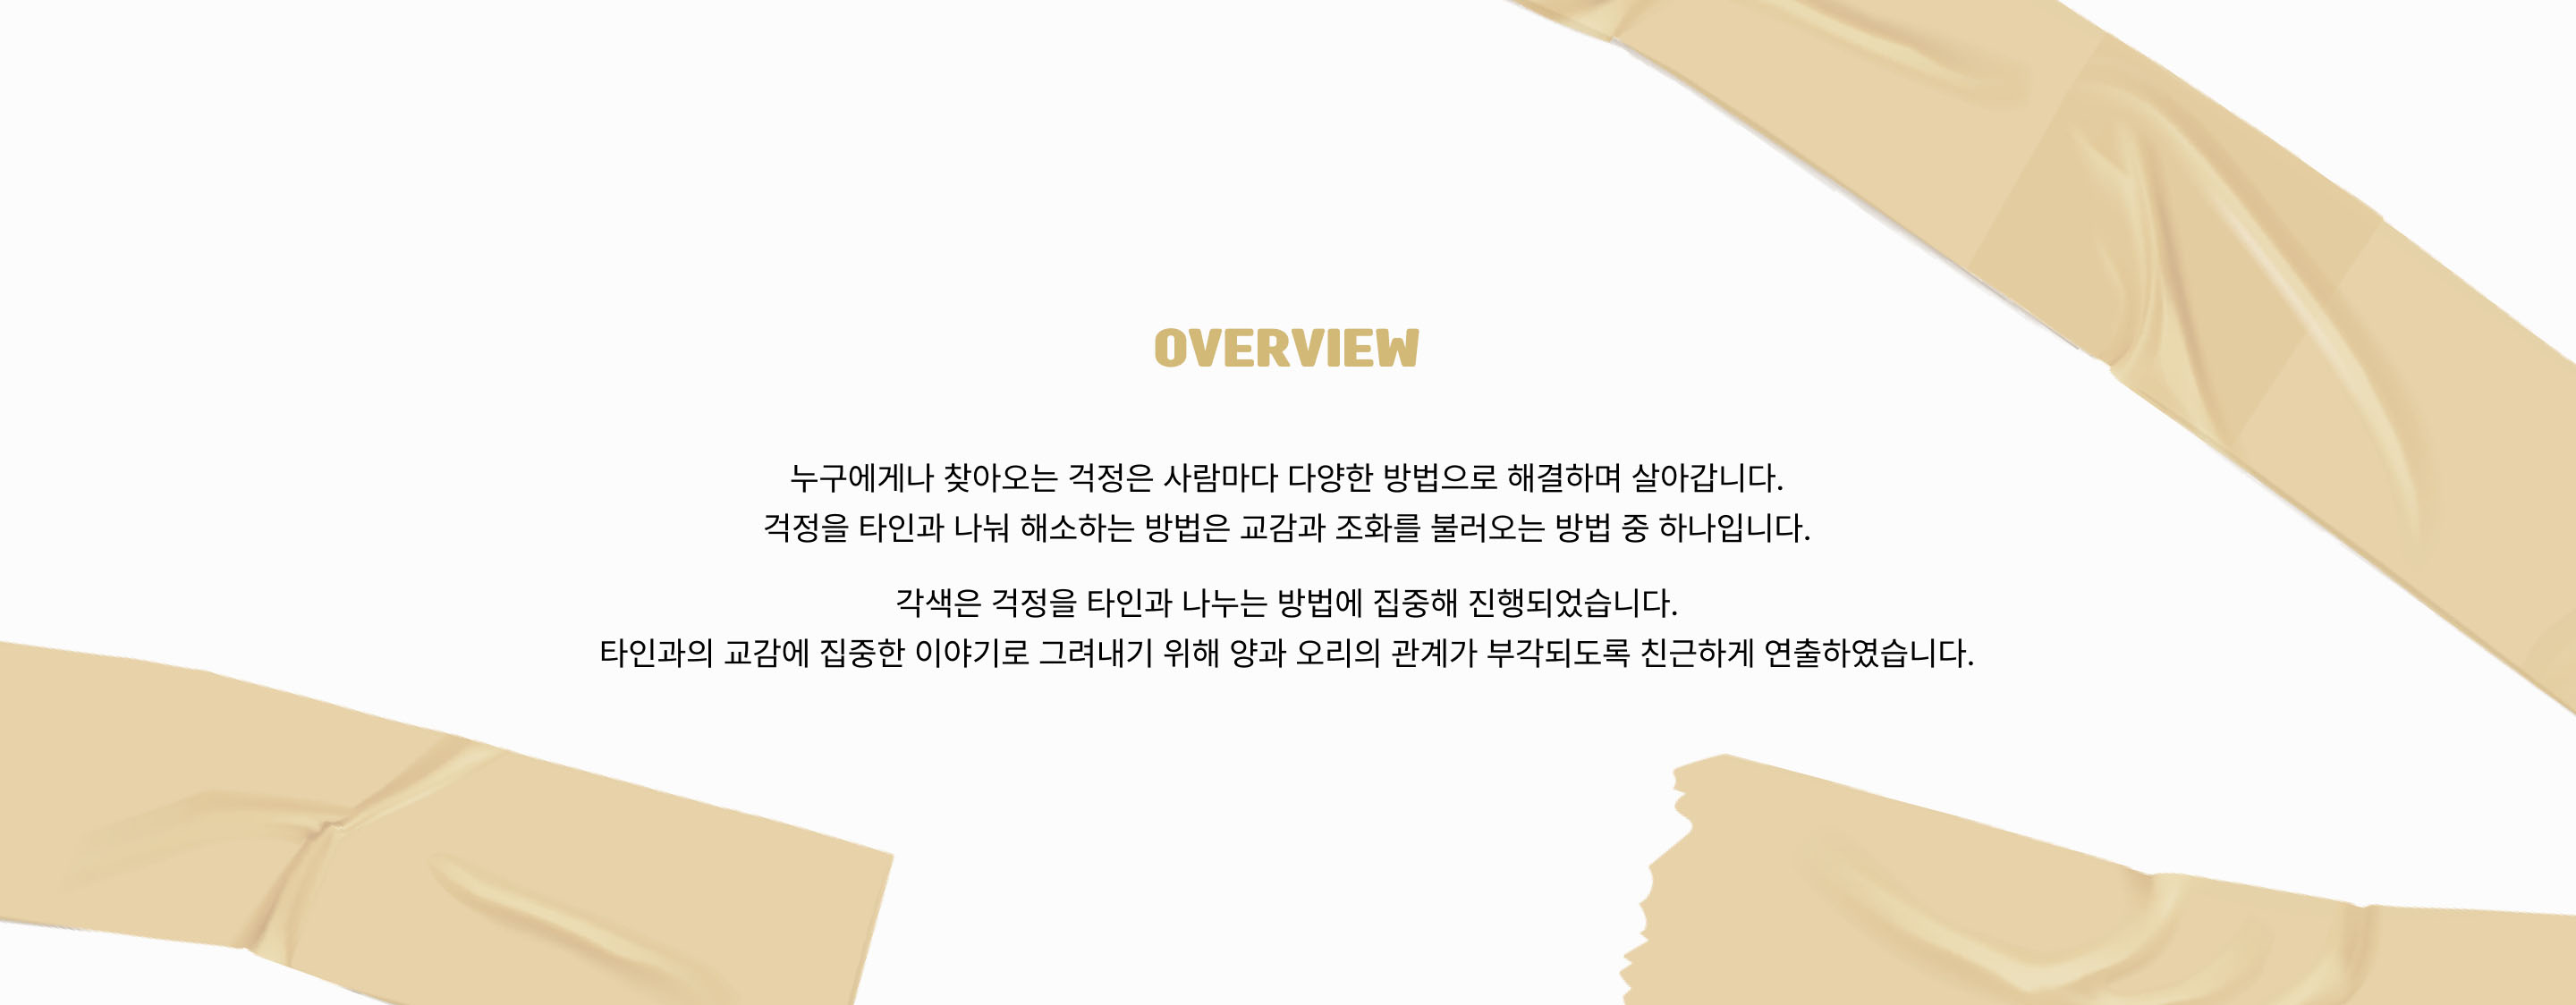 OVERVIEW
누구에게나 찾아오는 걱정은 사람마다 다양한 방법으로 해결하며 살아갑니다.
걱정을 타인과 나눠 해소하는 방법은 교감과 조화를 불러오는 방법 중 하나입니다.
각색은 걱정을 타인과 나누는 방법에 집중해 진행되었습니다.
타인과의 교감에 집중한 이야기로 그려내기 위해 양과 오리의 관계가 부각되도록 친근하게 연출하였습니다.